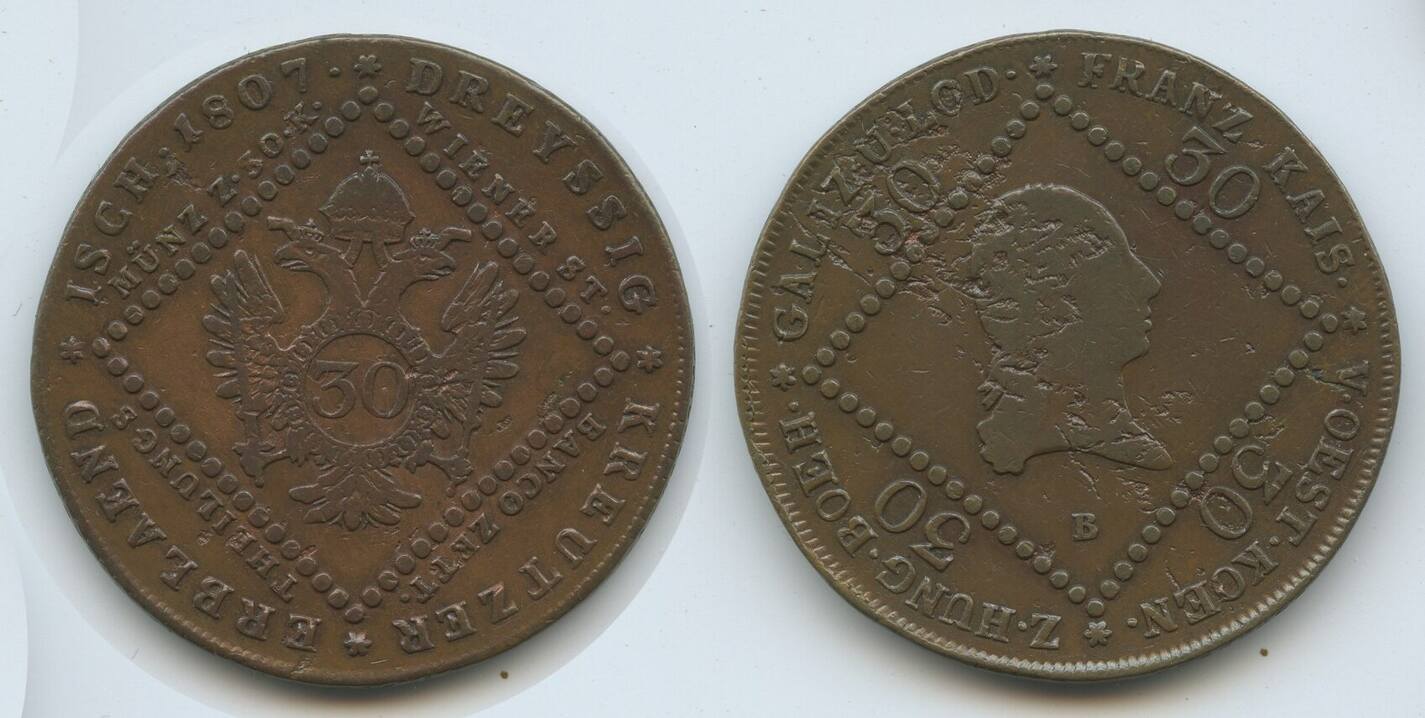 * DREYSSIG * KREUTZER * ERBLAEND * ISCH: 1807.
WIENER ST.
BANCO ZETT.
THEILUNGS
MÜNZ Z·30·K·
30
* FRANZ KAIS. * V·OEST·KOEN. * Z·HUNG·BOEH. * GALIZ·U·LOD·
30
30
30
30
B